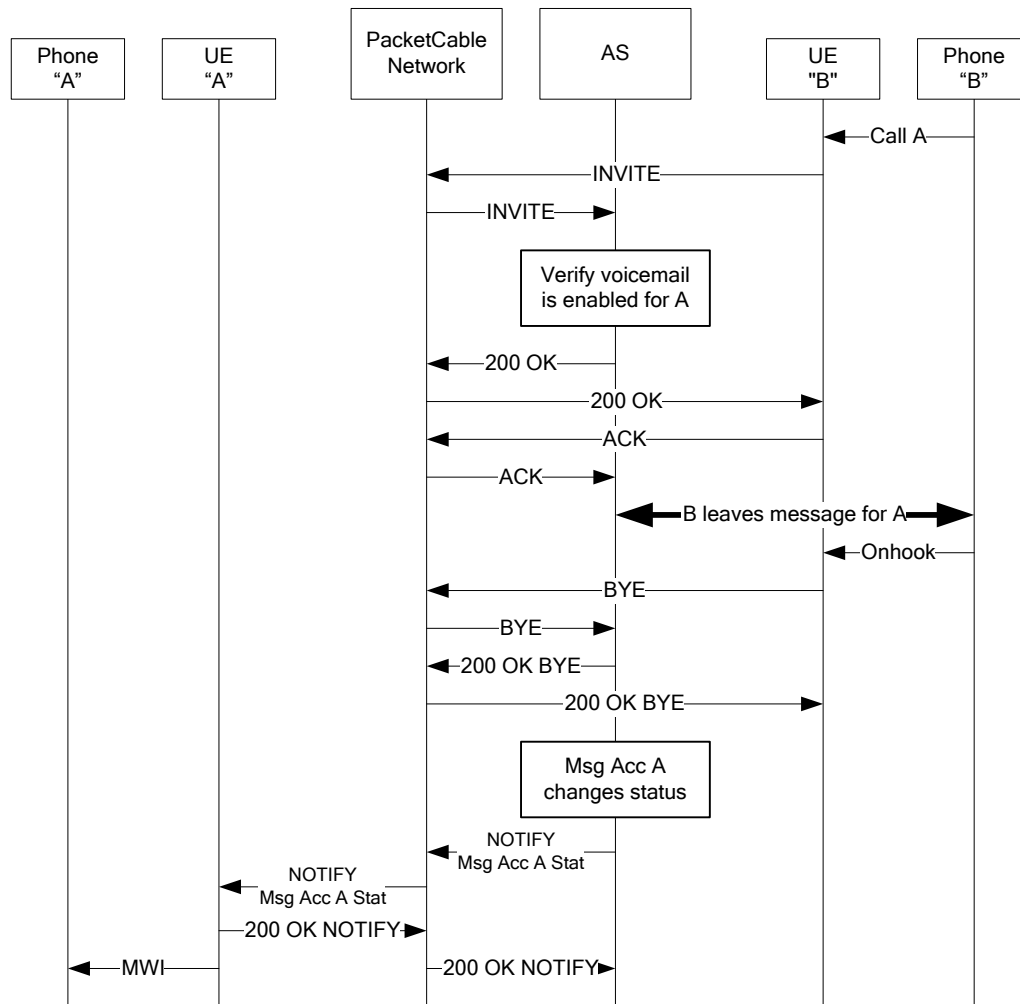 Phone
“A”
UE
“A”
PacketCable
Network
AS
UE
"B"
Phone
“B”
Call A
INVITE
INVITE
Verify voicemail
is enabled for A
200 OK
200 OK
ACK
ACK
B leaves message for A
Onhook
BYE
BYE
200 OK BYE
200 OK BYE
Msg Acc A
changes status
NOTIFY
Msg Acc A Stat
NOTIFY
Msg Acc A Stat
200 OK NOTIFY
MWI
200 OK NOTIFY